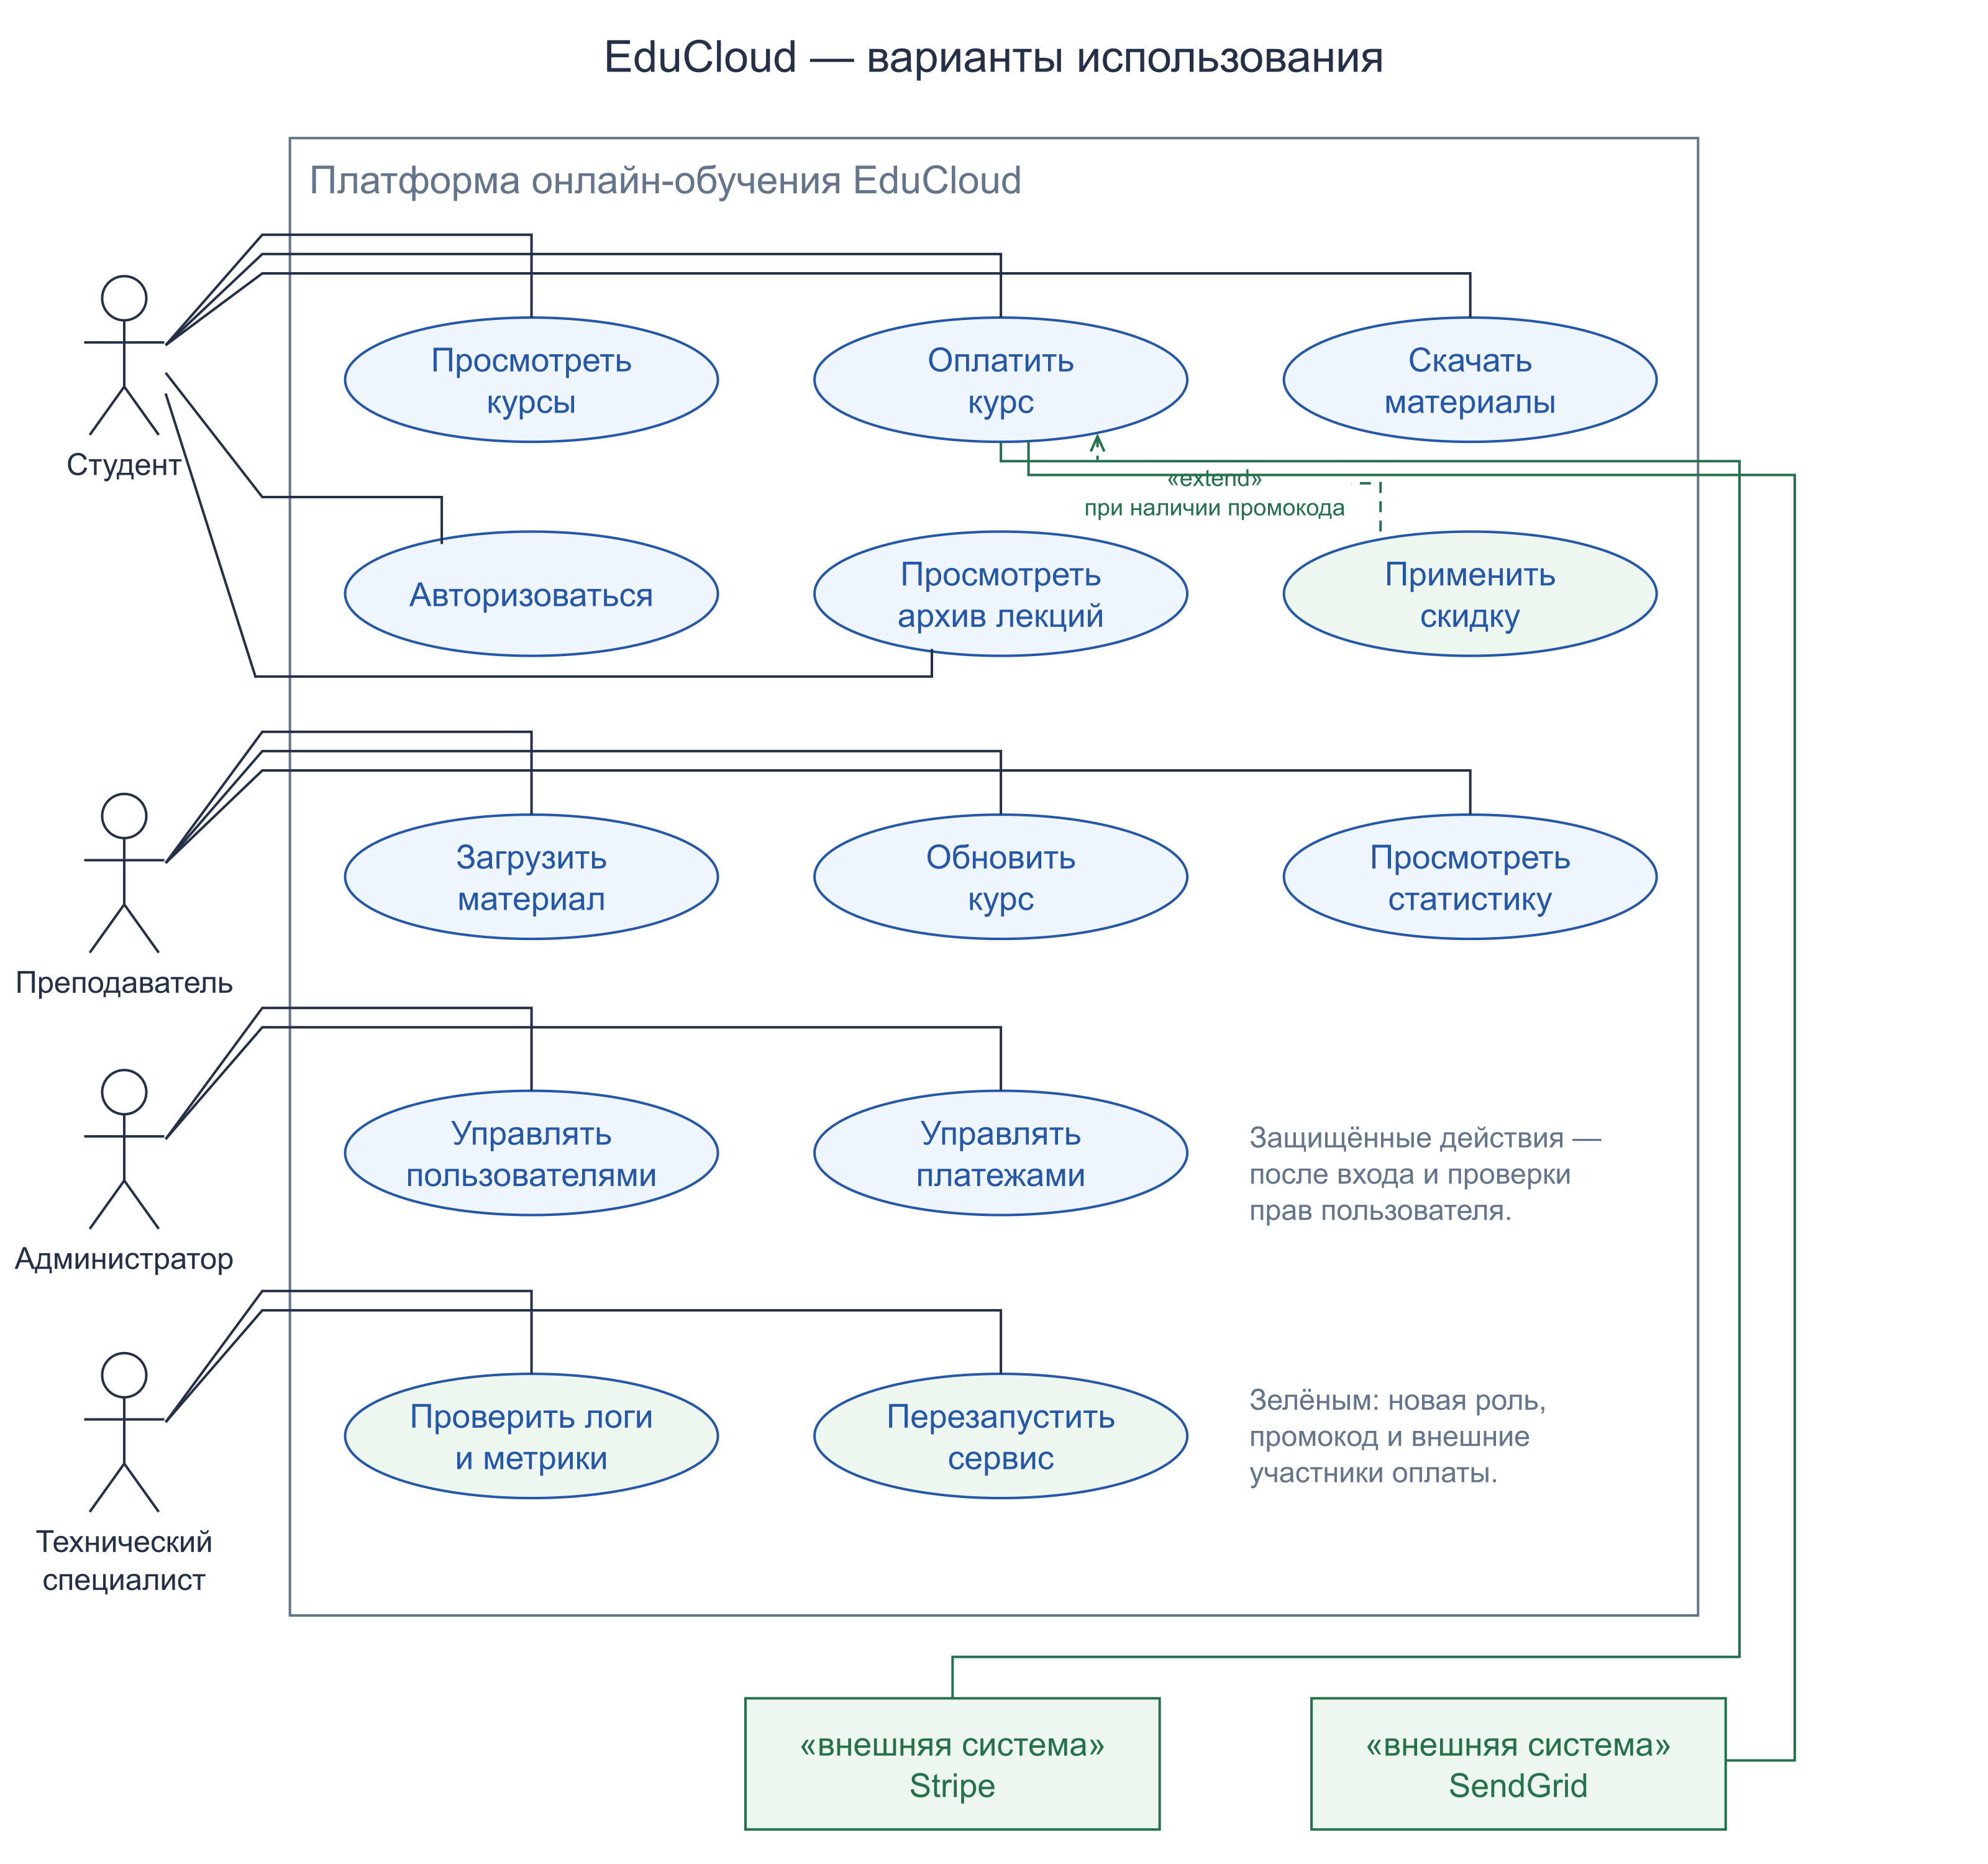 EduCloud — варианты использования
Платформа онлайн-обучения EduCloud
Студент
Просмотреть
курсы
Оплатить
курс
Скачать
материалы
«extend»
при наличии промокода
Авторизоваться
Просмотреть
архив лекций
Применить
скидку
Преподаватель
Загрузить
материал
Обновить
курс
Просмотреть
статистику
Администратор
Управлять
пользователями
Управлять
платежами
Защищённые действия —
после входа и проверки
прав пользователя.
Технический
специалист
Проверить логи
и метрики
Перезапустить
сервис
Зелёным: новая роль,
промокод и внешние
участники оплаты.
«внешняя система»
Stripe
«внешняя система»
SendGrid